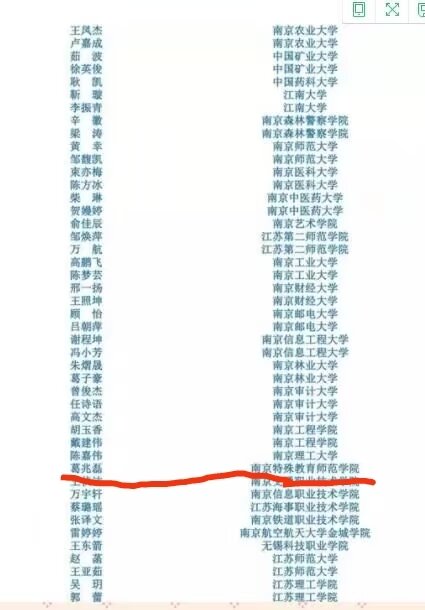 王凤杰 南京农业大学
卢嘉成 南京农业大学
茹 波 中国矿业大学
徐英俊 中国矿业大学
耿 凯 中国药科大学
靳 璇 江南大学
李振青 江南大学
辛 徽 南京森林警察学院
梁 涛 南京森林警察学院
黄 幸 南京师范大学
邹馥凯 南京师范大学
束亦梅 南京医科大学
陈方冰 南京医科大学
柴 琳 南京中医药大学
贺嫚婷 南京中医药大学
俞佳辰 南京艺术学院
邹焕萍 江苏第二师范学院
万 航 江苏第二师范学院
高鹏飞 南京工业大学
陈梦芸 南京工业大学
邢一扬 南京财经大学
王照坤 南京财经大学
顾 怡 南京邮电大学
吕朝萍 南京邮电大学
谢程坤 南京信息工程大学
冯小芳 南京信息工程大学
朱熠晟 南京林业大学
葛子豪 南京林业大学
曾俊杰 南京审计大学
任诗语 南京审计大学
高文杰 南京审计大学
胡玉香 南京工程学院
戴建伟 南京工程学院
陈嘉伟 南京理工大学
葛兆磊 南京特殊教育师范学院
南京 职业技术学院
万宇轩 南京信息职业技术学院
蔡璐瑶 江苏海事职业技术学院
张译文 南京铁道职业技术学院
雷婷婷 南京航空航天大学金城学院
王东箭 无锡科技职业学院
赵 菡 江苏师范大学
王亚茹 江苏师范大学
吴 玥 江苏理工学院
郭 蕾 江苏理工学院